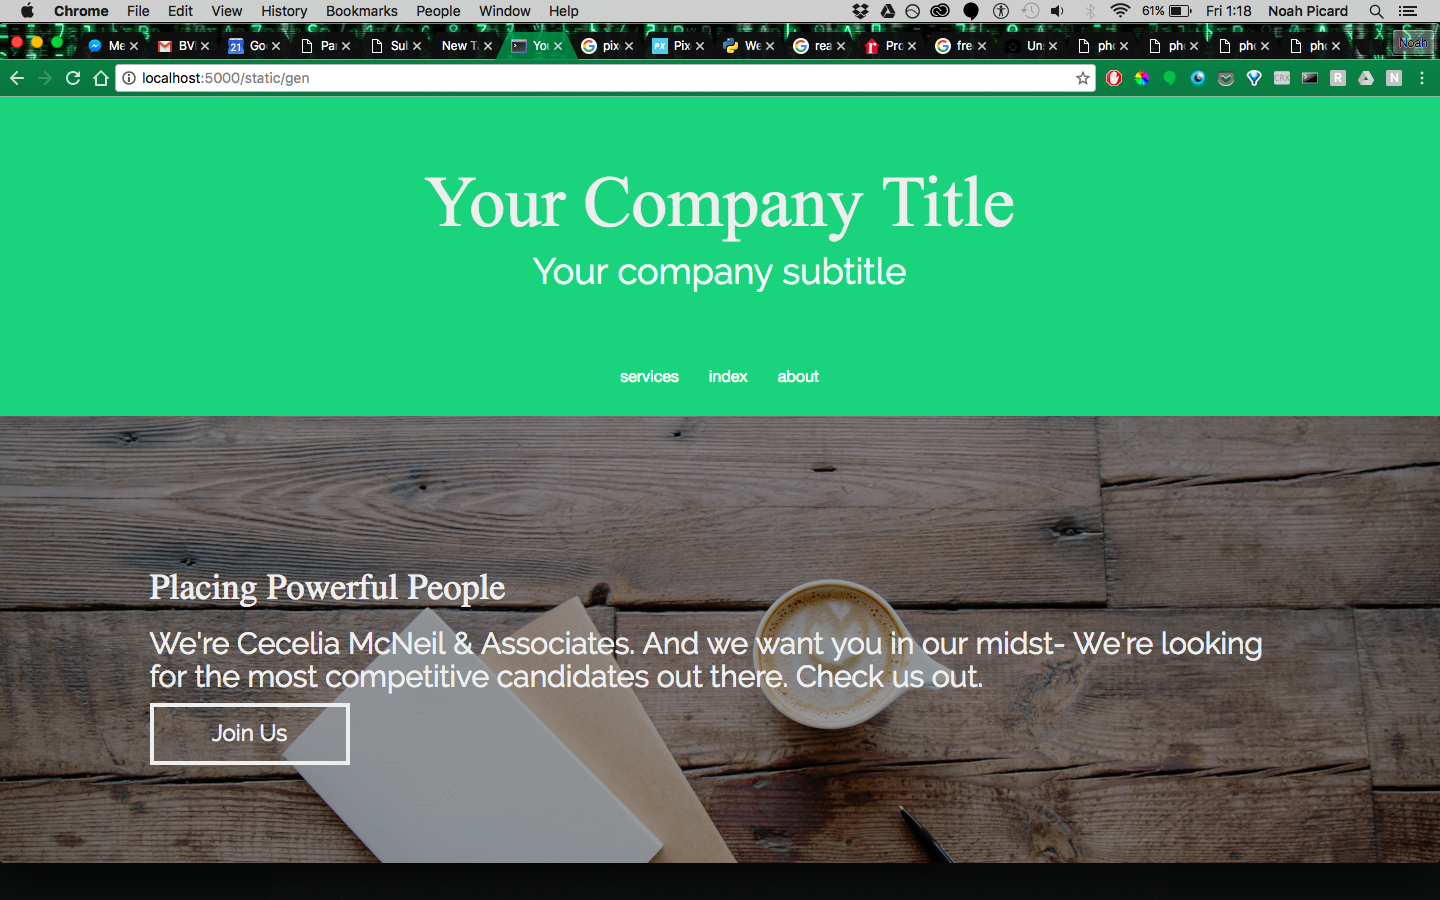 Chrome File Edit View History Bookmarks People Window Help 61% Fri 1:18 Noah Picard
Me BV 21 Go Pa Sul New T Yo pix PX Pix We rea Pro fre Un ph ph ph ph Noah
localhost:5000/static/gen CRX R N
Your Company Title
Your company subtitle
services index about
Placing Powerful People
We're Cecelia McNeil & Associates. And we want you in our midst- We're looking
for the most competitive candidates out there. Check us out.
Join Us